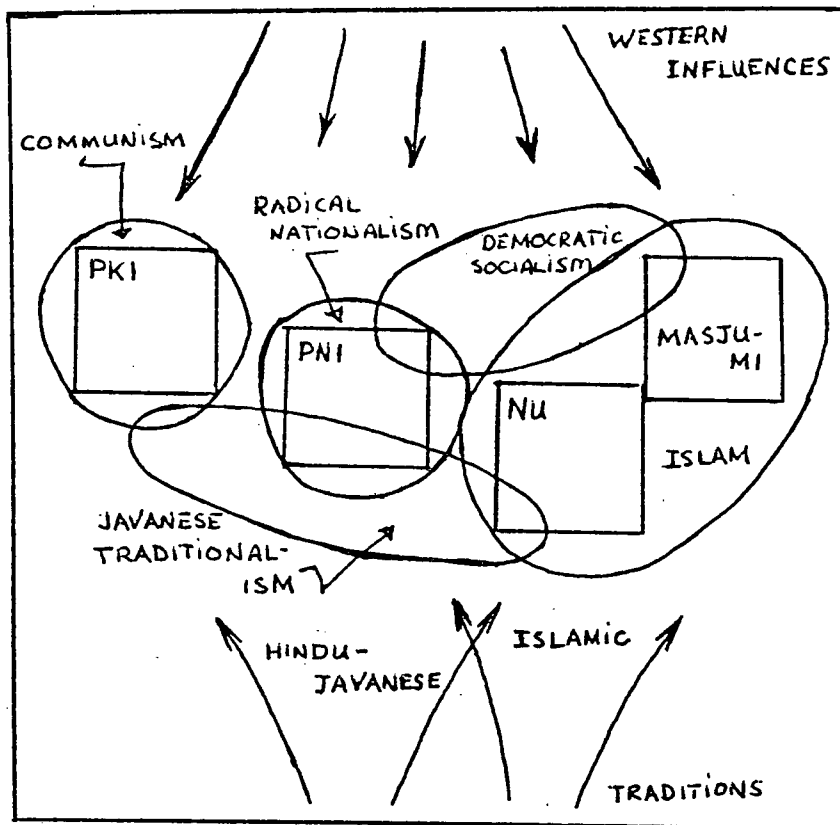 WESTERN
INFLUENCES
COMMUNISM
RADICAL
NATIONALISM
DEMOCRATIC
SOCIALISM
PKI
PNI
MASJU-
MI
NU
ISLAM
JAVANESE
TRADITIONAL-
ISM
HINDU-
JAVANESE
ISLAMIC
TRADITIONS